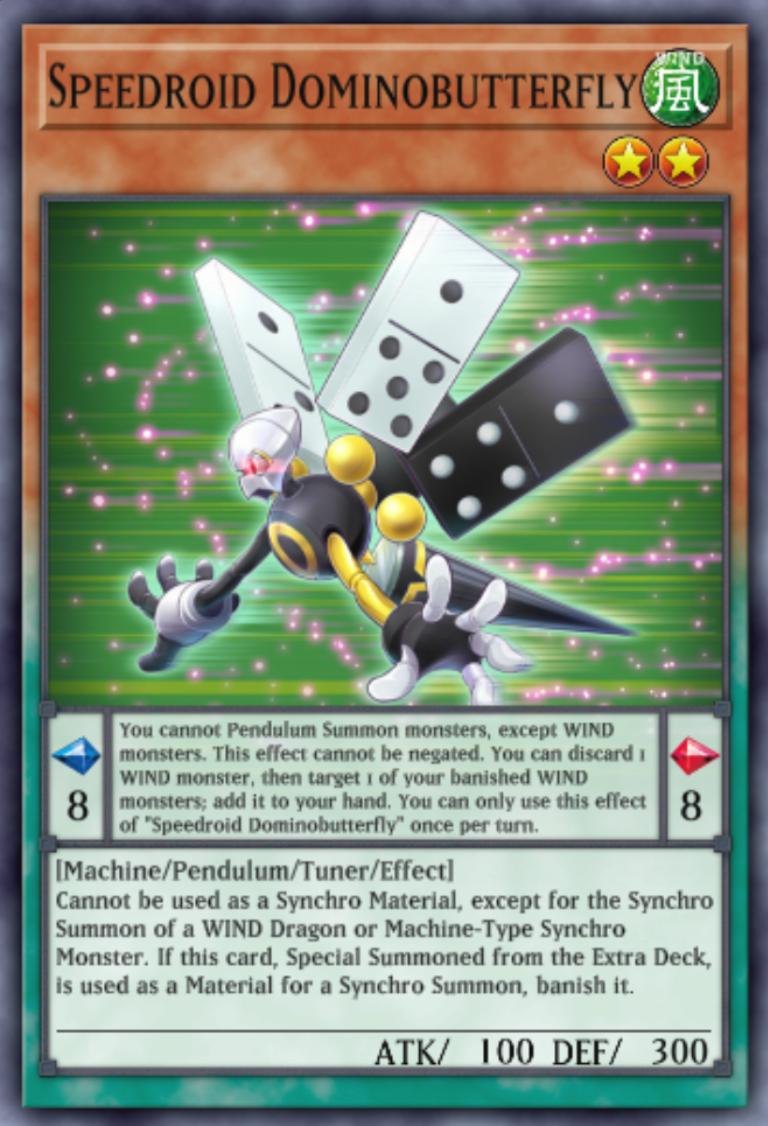 Speedroid Dominobutterfly
WIND
風
You cannot Pendulum Summon monsters, except WIND
monsters. This effect cannot be negated. You can discard 1
WIND monster, then target 1 of your banished WIND
monsters; add it to your hand. You can only use this effect
of "Speedroid Dominobutterfly" once per turn.
8
8
[Machine/Pendulum/Tuner/Effect]
Cannot be used as a Synchro Material, except for the Synchro
Summon of a WIND Dragon or Machine-Type Synchro
Monster. If this card, Special Summoned from the Extra Deck,
is used as a Material for a Synchro Summon, banish it.
ATK/ 100 DEF/ 300